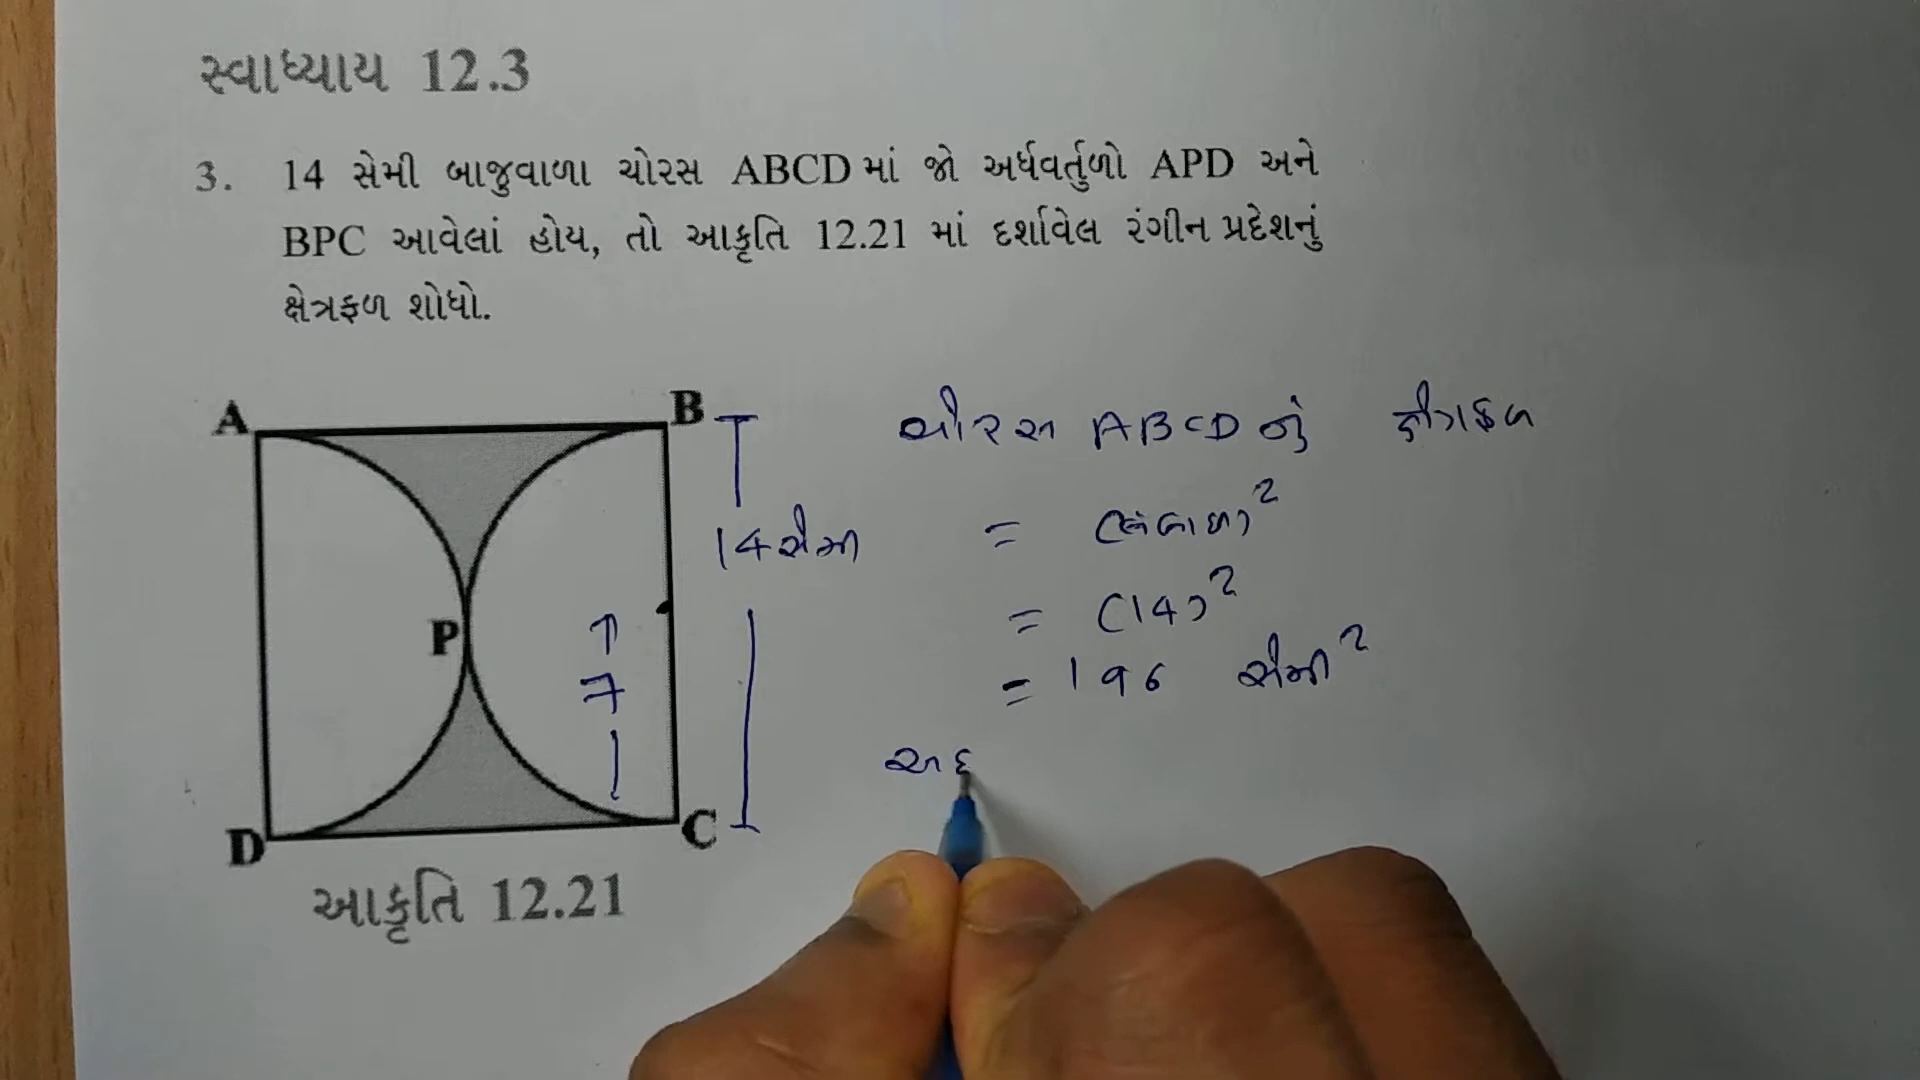 સ્વાધ્યાય 12.3
3. 14 સેમી બાજુવાળા ચોરસ ABCD માં જો અર્ધવર્તુળો APD અને
BPC આવેલાં હોય, તો આકૃતિ 12.21 માં દર્શાવેલ રંગીન પ્રદેશનું
ક્ષેત્રફળ શોધો.
A
B
ચોરસ ABCD નું ક્ષેત્રફળ
14 સેમી
= (લંબાઇ)²
= (14)²
P
↑
7
= 196 સેમી²
અર્ધ
D
C
આકૃતિ 12.21